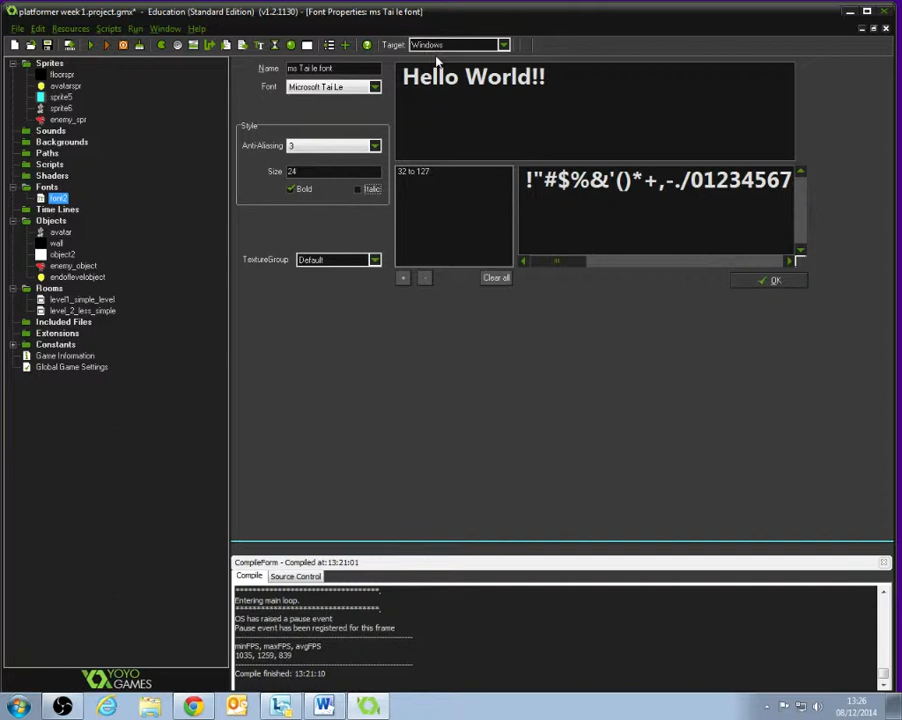 platformer week 1.project.gmx* - Education (Standard Edition) (v1.2.1130) - [Font Properties: ms Tai le font]
File Edit Resources Scripts Run Window Help
Target: Windows
Sprites
floorspr
avatarspr
sprite5
sprite6
enemy_spr
Sounds
Backgrounds
Paths
Scripts
Shaders
Fonts
font2
Time Lines
Objects
avatar
wall
object2
enemy_object
endoflevelobject
Rooms
level1_simple_level
level_2_less_simple
Included Files
Extensions
Constants
Game Information
Global Game Settings
Name ms Tai le font
Font Microsoft Tai Le
Style
Anti-Aliasing 3
Size 24
Bold Italic
TextureGroup Default
Hello World!!
32 to 127
!"#$%&'()*+,-./01234567
+ - Clear all
OK
CompileForm - Compiled at:13:21:01
Compile Source Control
***********************************.
Entering main loop.
***********************************.
OS has raised a pause event
Pause event has been registered for this frame
minFPS, maxFPS, avgFPS
1035, 1259, 839
Compile finished: 13:21:10
YOYO
GAMES
13:26
08/12/2014